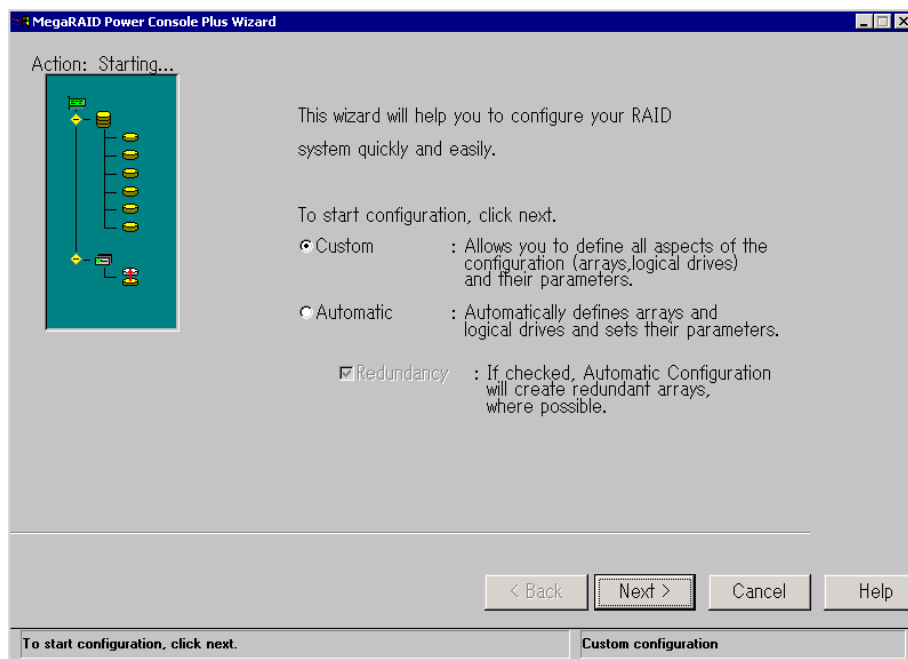 MegaRAID Power Console Plus Wizard
Action: Starting...
This wizard will help you to configure your RAID
system quickly and easily.
To start configuration, click next.
Custom : Allows you to define all aspects of the
configuration (arrays,logical drives)
and their parameters.
Automatic : Automatically defines arrays and
logical drives and sets their parameters.
Redundancy : If checked, Automatic Configuration
will create redundant arrays,
where possible.
< Back Next > Cancel Help
To start configuration, click next. Custom configuration